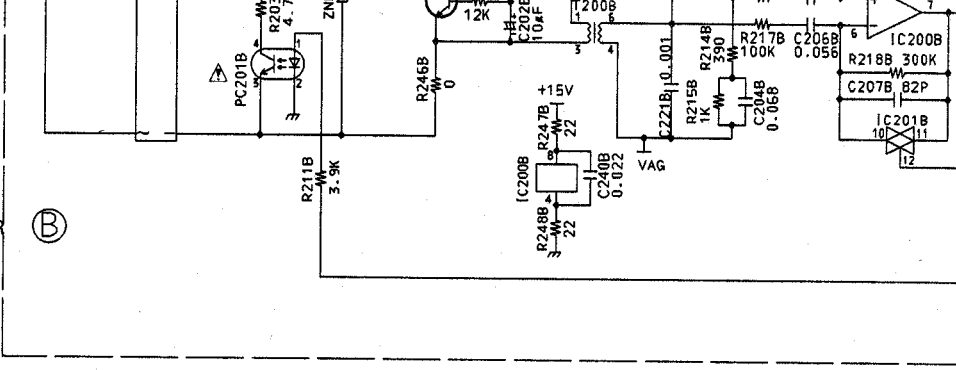 R203
4.7
ZN
12K
C202B
10µF
T200B
1
6
3
4
R214B
390
R217B
100K
C206B
0.056
6
7
IC200B
R218B 300K
C207B 82P
IC201B
10
11
12
4
1
PC201B
3
2
R246B
0
0.001
C221B
R215B
1K
C204B
0.068
+15V
R247B
22
VAG
8
IC200B
4
C240B
0.022
R248B
22
R211B
3.9K
B